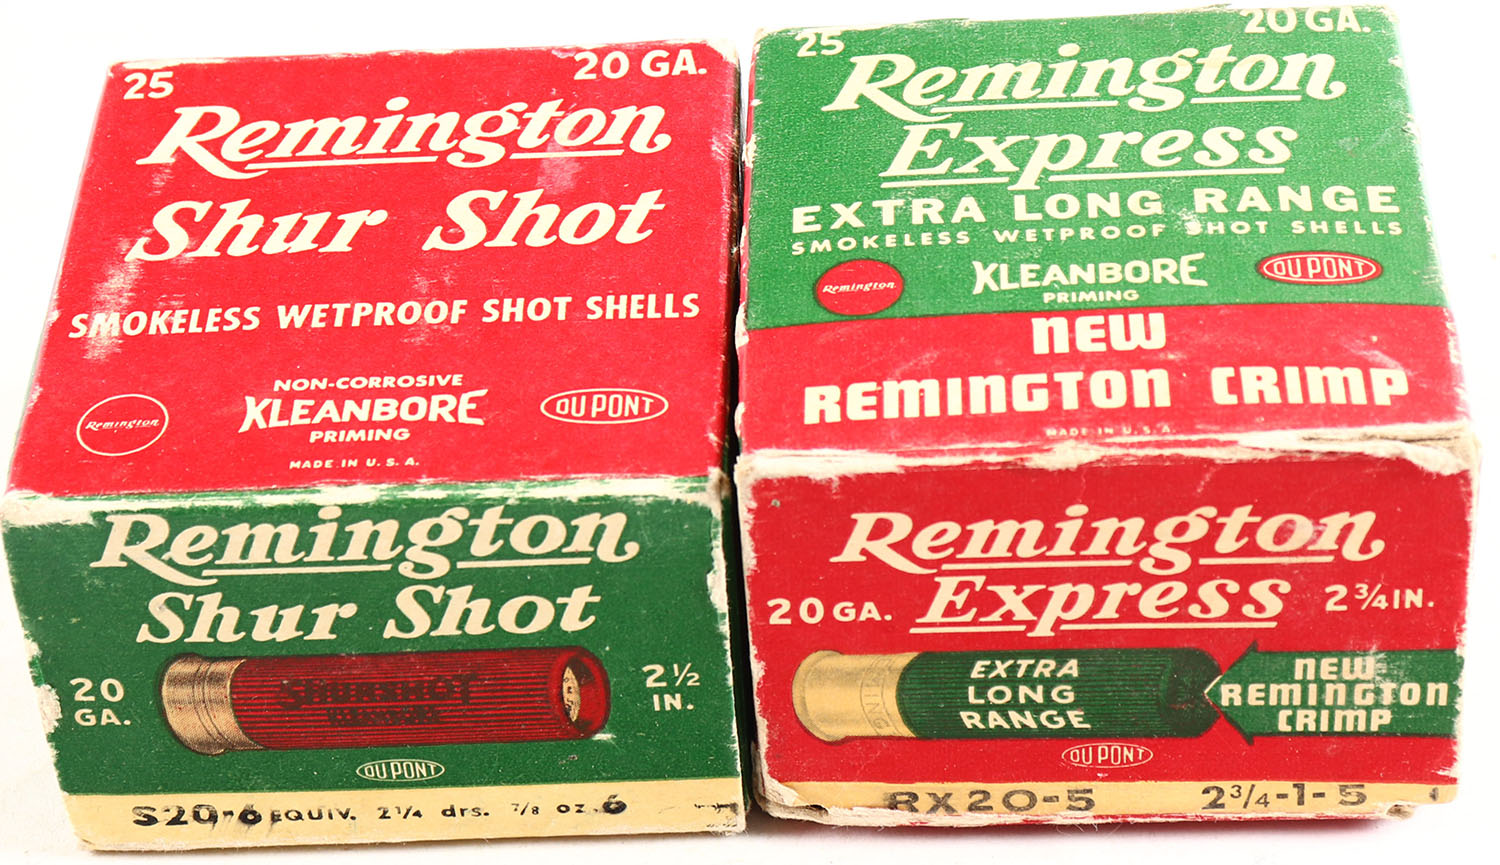 25
20 GA.
Remington
Shur Shot
SMOKELESS WETPROOF SHOT SHELLS
NON-CORROSIVE
Remington
KLEANBORE
DU PONT
PRIMING
MADE IN U. S. A.
Remington
Shur Shot
20
GA.
SHURSHOT
2½
IN.
DU PONT
S20-6 EQUIV. 2¼ drs. ⅞ oz. 6
25
20 GA.
Remington
Express
EXTRA LONG RANGE
SMOKELESS WETPROOF SHOT SHELLS
Remington
KLEANBORE
DU PONT
PRIMING
NEW
REMINGTON CRIMP
MADE IN U. S. A.
Remington
20 GA.
Express
2¾ IN.
EXTRA
LONG
RANGE
NEW
REMINGTON
CRIMP
DU PONT
RX20-5
2¾-1-5